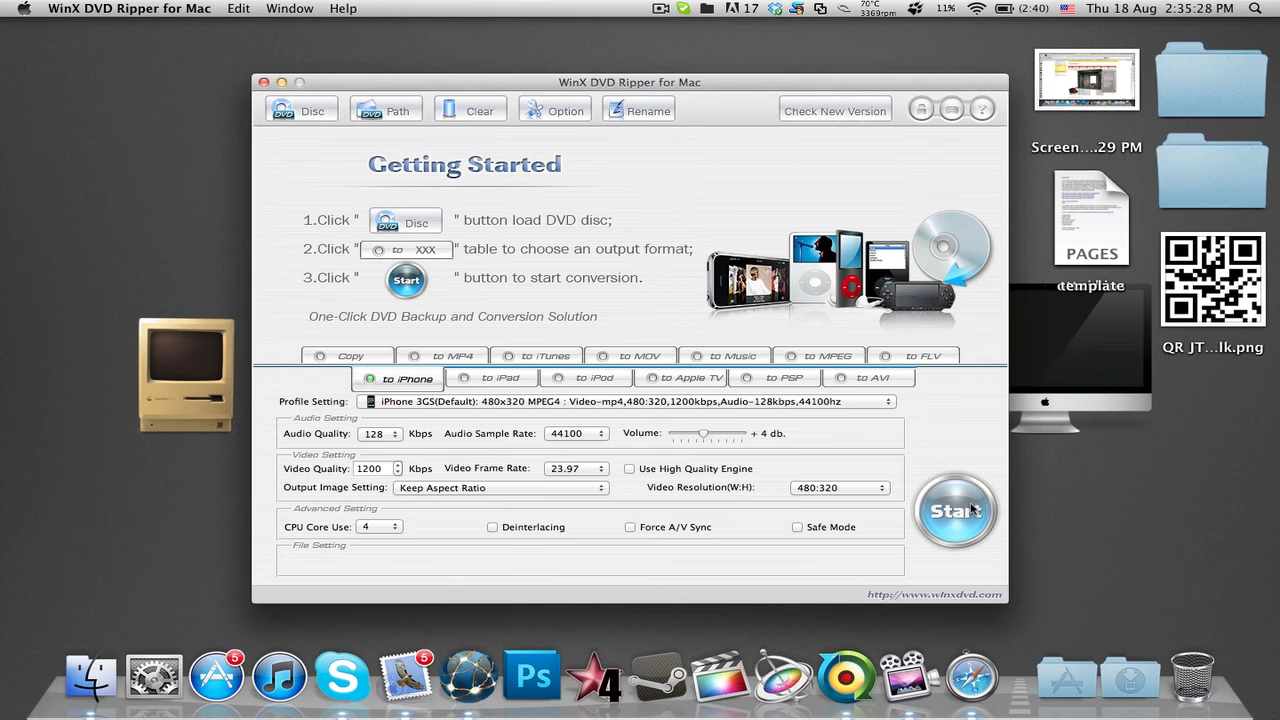 WinX DVD Ripper for Mac Edit Window Help 17 70°C 3369rpm 11% (2:40) Thu 18 Aug 2:35:28 PM
WinX DVD Ripper for Mac
DVD Disc DVD Path Clear Option Rename Check New Version ?
Getting Started
1.Click " DVD Disc " button load DVD disc;
2.Click " to XXX " table to choose an output format;
3.Click " Start " button to start conversion.
One-Click DVD Backup and Conversion Solution
Copy to MP4 to iTunes to MOV to Music to MPEG to FLV
to iPhone to iPad to iPod to Apple TV to PSP to AVI
Profile Setting: iPhone 3GS(Default): 480x320 MPEG4 : Video-mp4,480:320,1200kbps,Audio-128kbps,44100hz
Audio Setting
Audio Quality: 128 Kbps Audio Sample Rate: 44100 Volume: + 4 db.
Video Setting
Video Quality: 1200 Kbps Video Frame Rate: 23.97 Use High Quality Engine
Output Image Setting: Keep Aspect Ratio Video Resolution(W:H): 480:320
Advanced Setting
CPU Core Use: 4 Deinterlacing Force A/V Sync Safe Mode
File Setting
Start
http://www.winxdvd.com
Screen....29 PM
PAGES
template
QR JT...lk.png
5
5
Ps
4